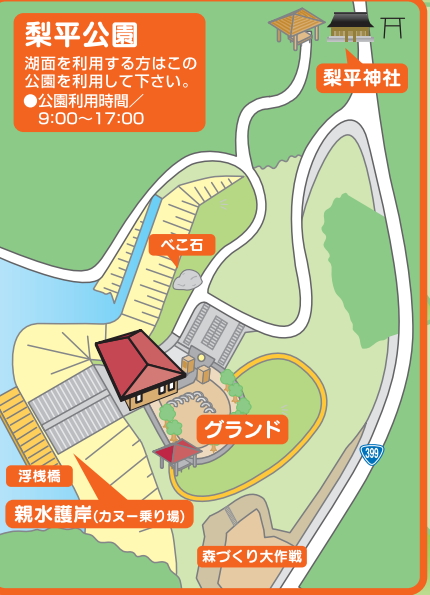 梨平公園
湖面を利用する方はこの
公園を利用して下さい。
●公園利用時間／
9:00〜17:00
梨平神社
べこ石
グランド
399
浮桟橋
親水護岸(カヌー乗り場)
森づくり大作戦